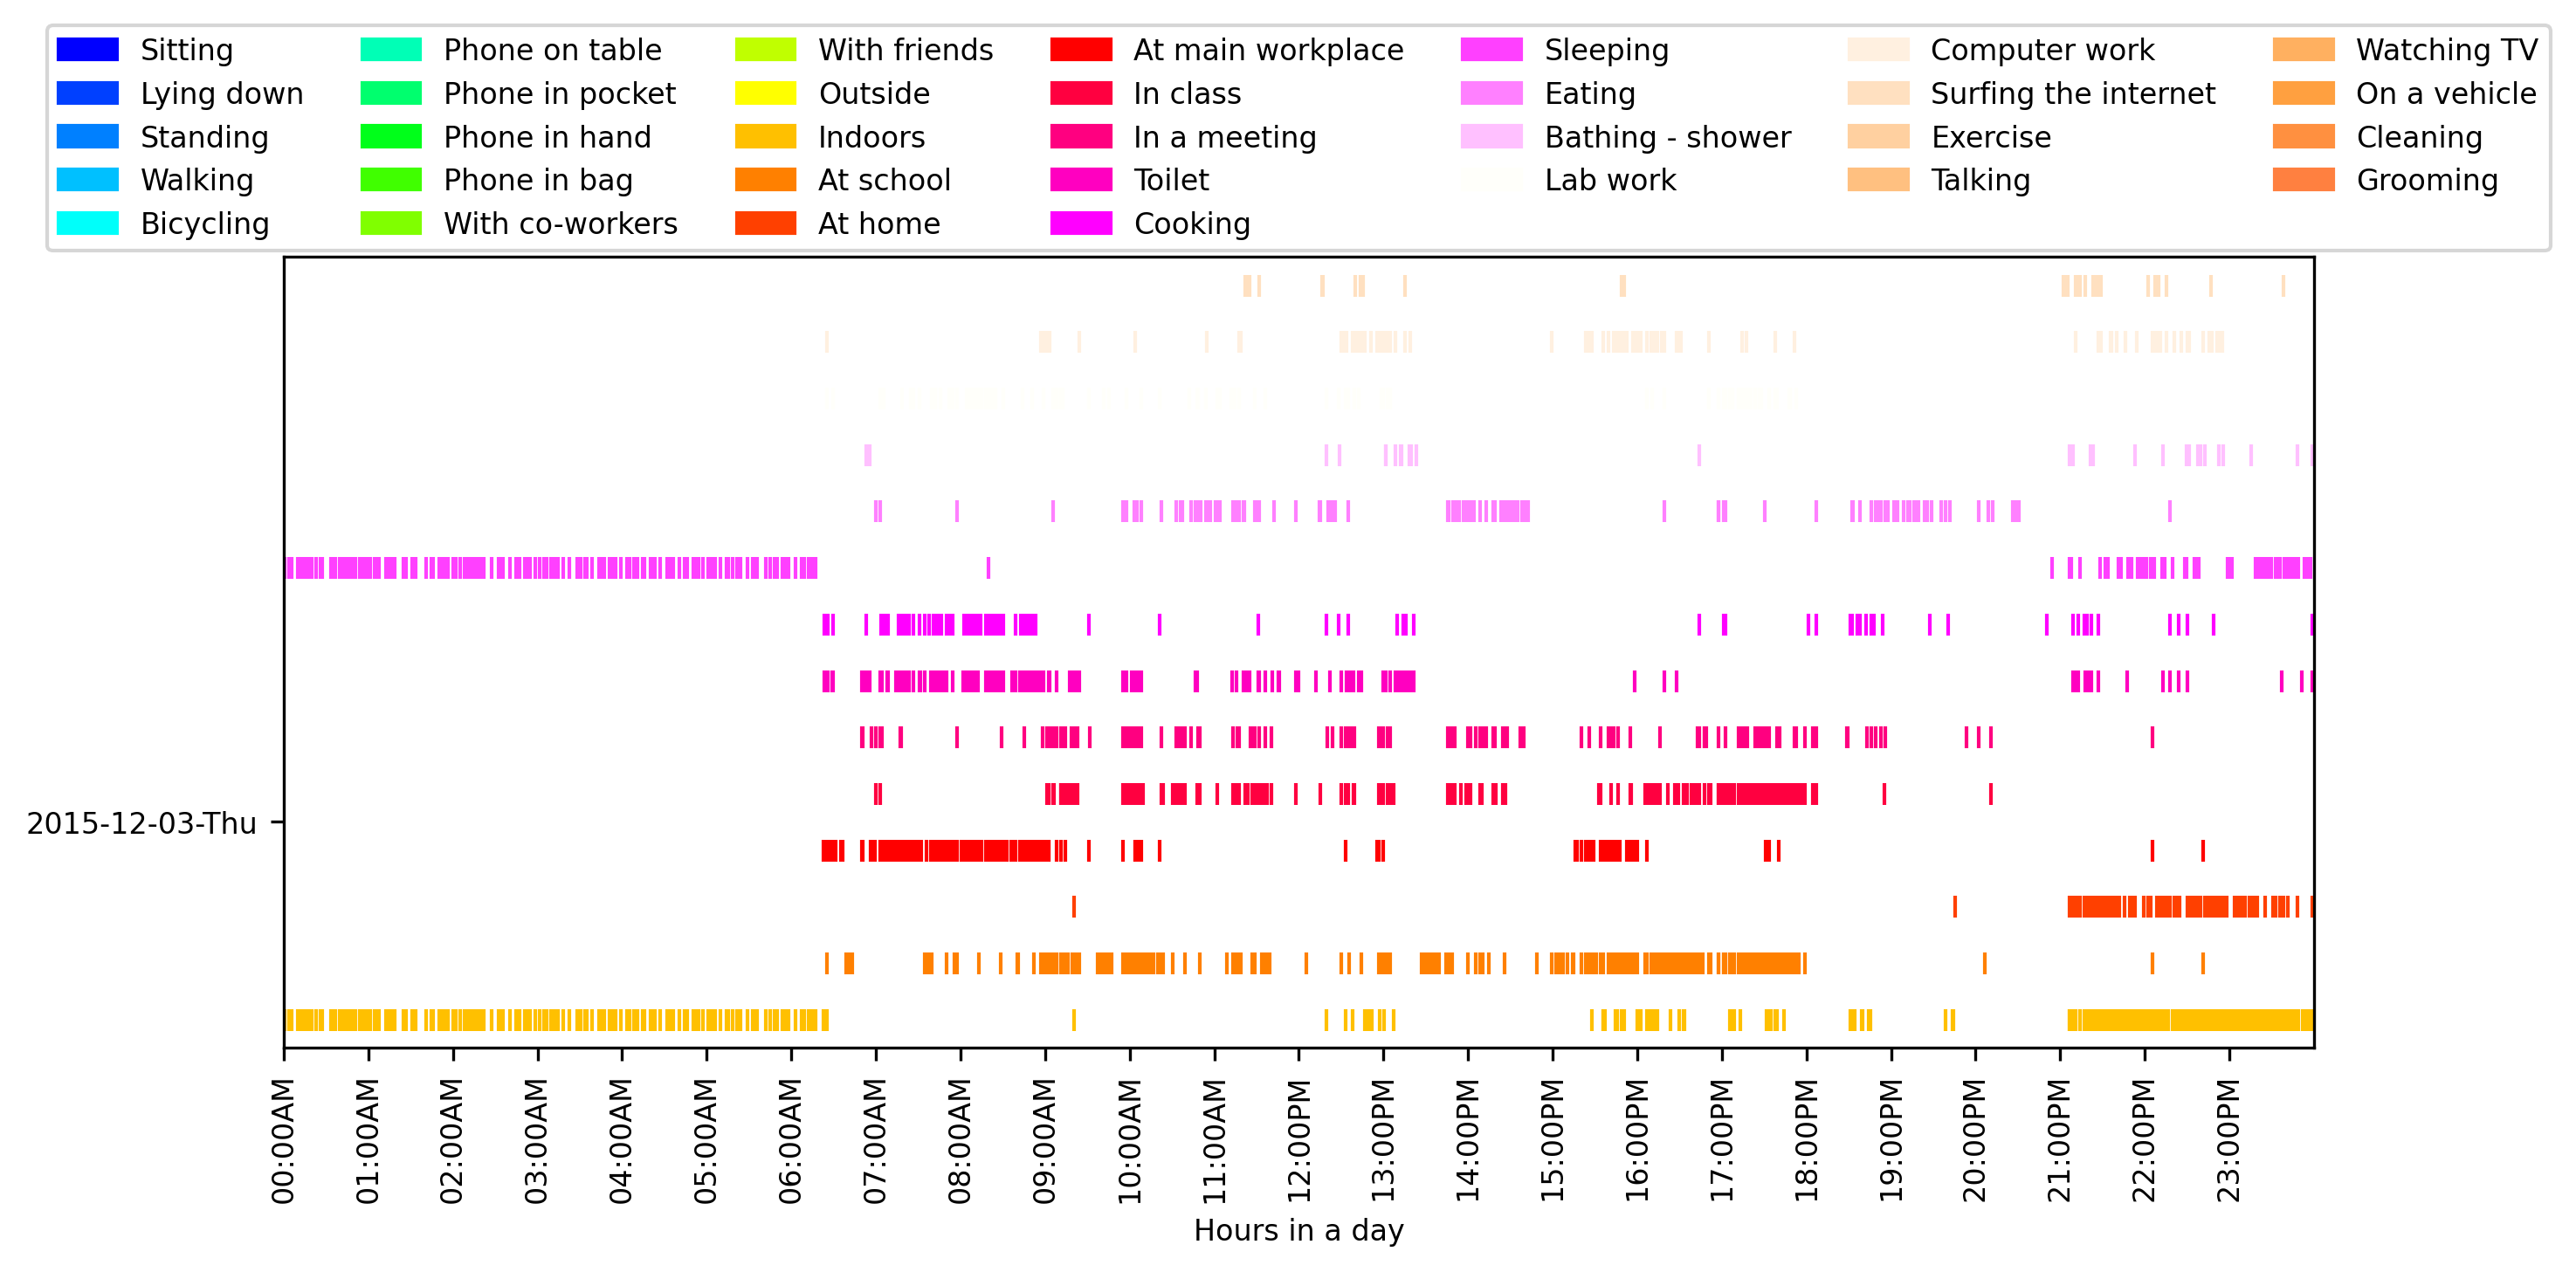 Sitting
Lying down
Standing
Walking
Bicycling
Phone on table
Phone in pocket
Phone in hand
Phone in bag
With co-workers
With friends
Outside
Indoors
At school
At home
At main workplace
In class
In a meeting
Toilet
Cooking
Sleeping
Eating
Bathing - shower
Lab work
Computer work
Surfing the internet
Exercise
Talking
Watching TV
On a vehicle
Cleaning
Grooming
2015-12-03-Thu
00:00AM
01:00AM
02:00AM
03:00AM
04:00AM
05:00AM
06:00AM
07:00AM
08:00AM
09:00AM
10:00AM
11:00AM
12:00PM
13:00PM
14:00PM
15:00PM
16:00PM
17:00PM
18:00PM
19:00PM
20:00PM
21:00PM
22:00PM
23:00PM
Hours in a day